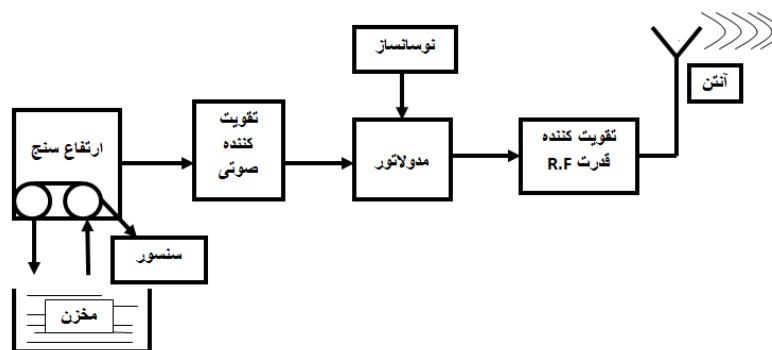 نوسانساز
آنتن
ارتفاع سنج
تقویت
کننده
صوتی
مدولاتور
تقویت کننده
قدرت R.F
سنسور
مخزن